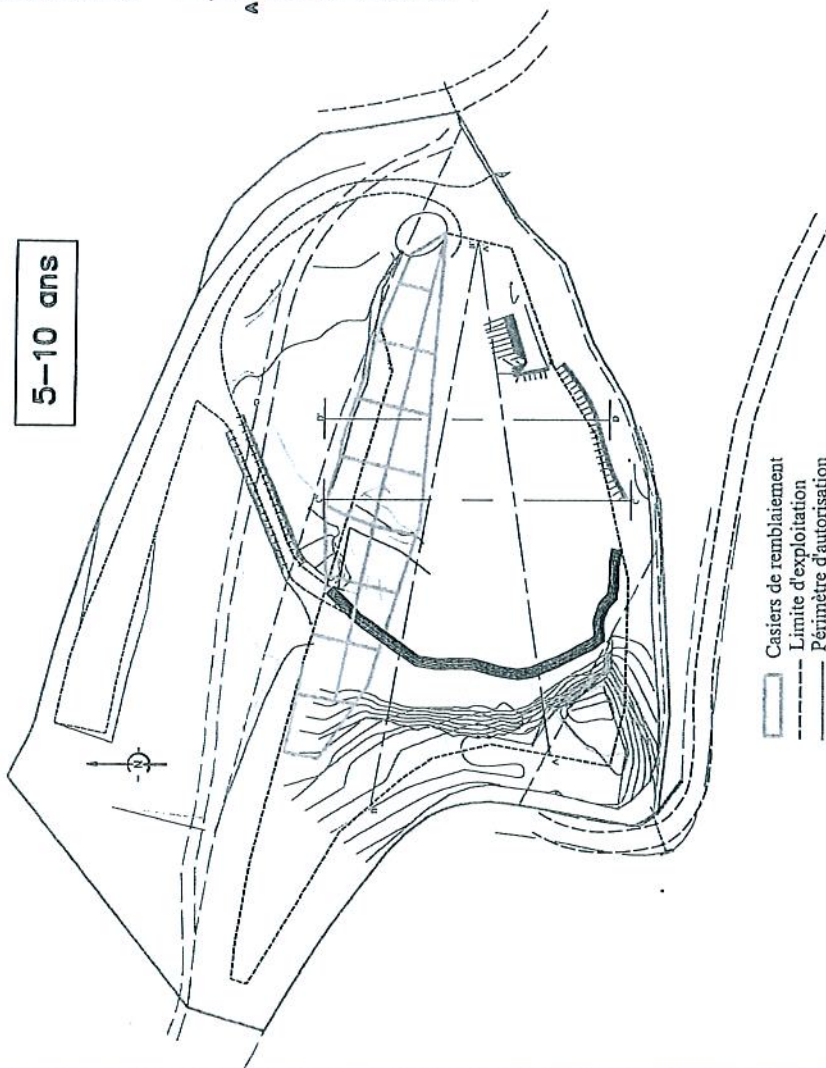 5–10 ans
N
Casiers de remblaiement
Limite d'exploitation
Périmètre d'autorisation